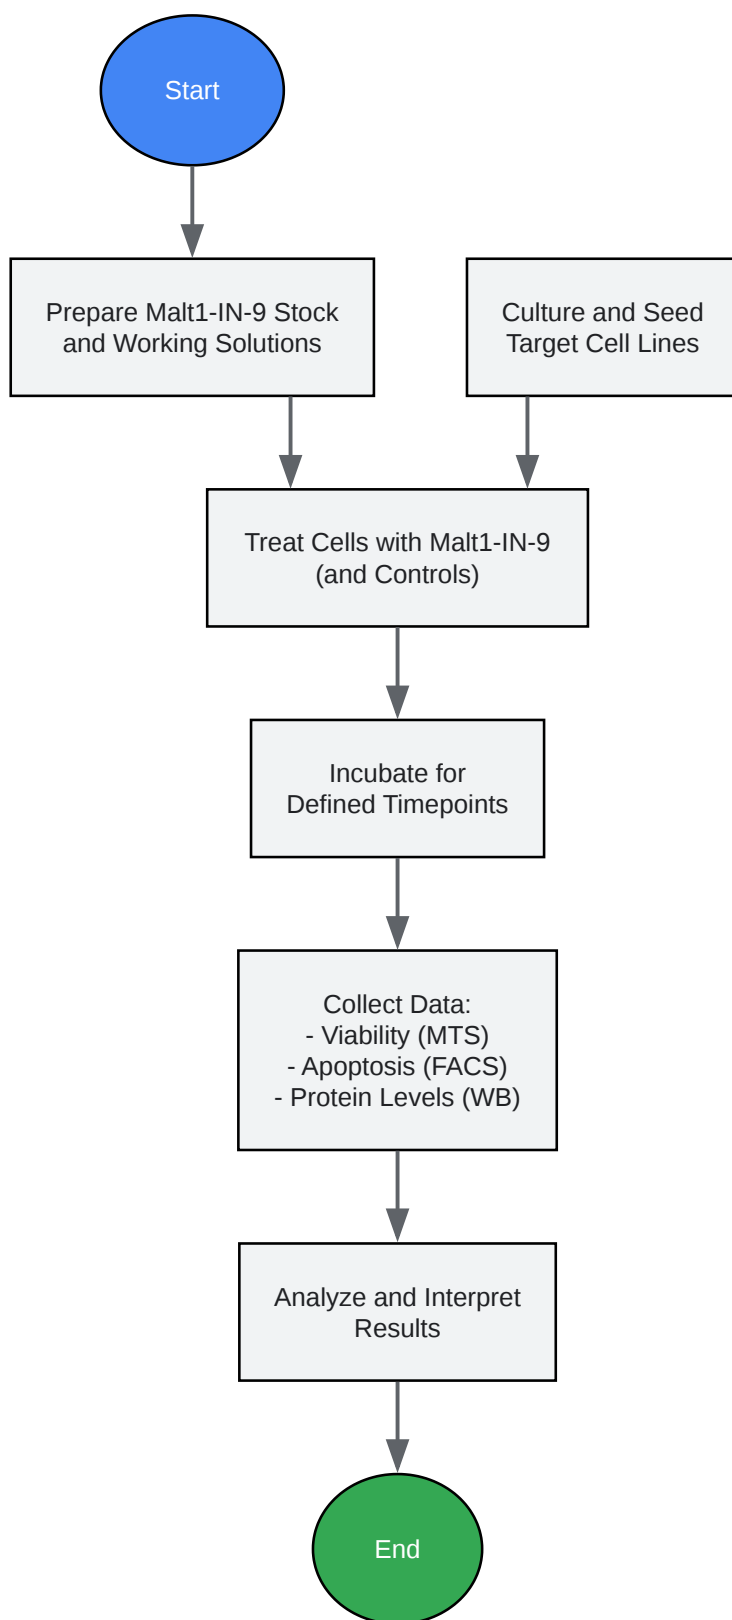 Start
Prepare Malt1-IN-9 Stock
and Working Solutions
Culture and Seed
Target Cell Lines
Treat Cells with Malt1-IN-9
(and Controls)
Incubate for
Defined Timepoints
Collect Data:
- Viability (MTS)
- Apoptosis (FACS)
- Protein Levels (WB)
Analyze and Interpret
Results
End